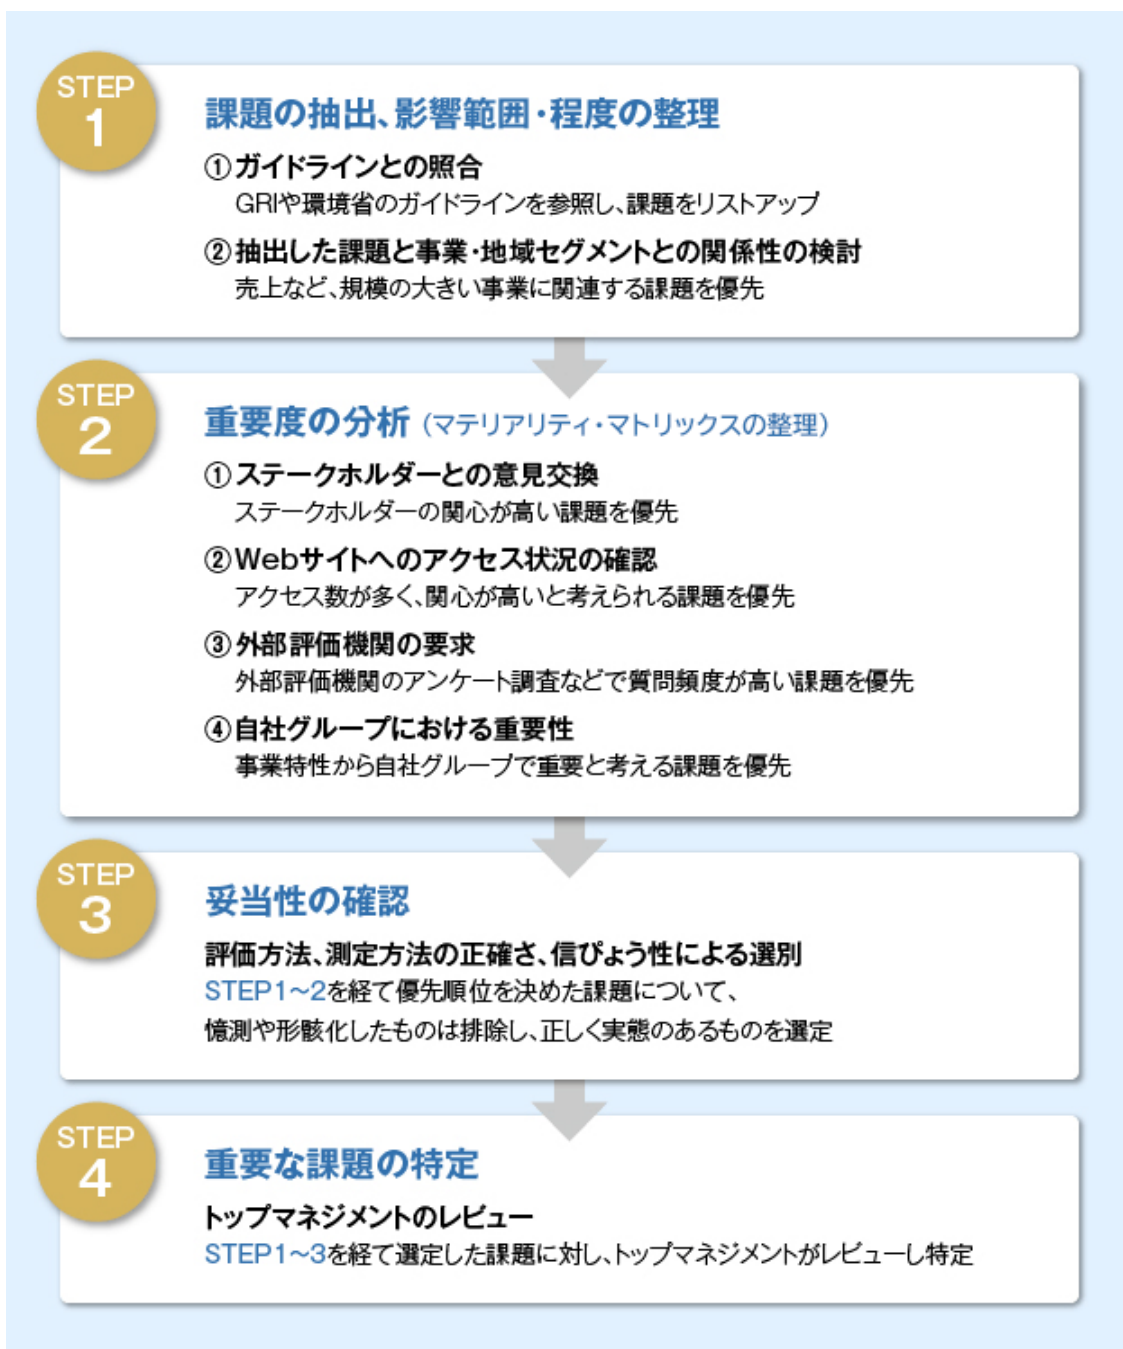 STEP
1
課題の抽出、影響範囲・程度の整理
①ガイドラインとの照合
GRIや環境省のガイドラインを参照し、課題をリストアップ
②抽出した課題と事業・地域セグメントとの関係性の検討
売上など、規模の大きい事業に関連する課題を優先
STEP
2
重要度の分析（マテリアリティ・マトリックスの整理）
①ステークホルダーとの意見交換
ステークホルダーの関心が高い課題を優先
②Webサイトへのアクセス状況の確認
アクセス数が多く、関心が高いと考えられる課題を優先
③外部評価機関の要求
外部評価機関のアンケート調査などで質問頻度が高い課題を優先
④自社グループにおける重要性
事業特性から自社グループで重要と考える課題を優先
STEP
3
妥当性の確認
評価方法、測定方法の正確さ、信ぴょう性による選別
STEP1～2を経て優先順位を決めた課題について、
憶測や形骸化したものは排除し、正しく実態のあるものを選定
STEP
4
重要な課題の特定
トップマネジメントのレビュー
STEP1～3を経て選定した課題に対し、トップマネジメントがレビューし特定